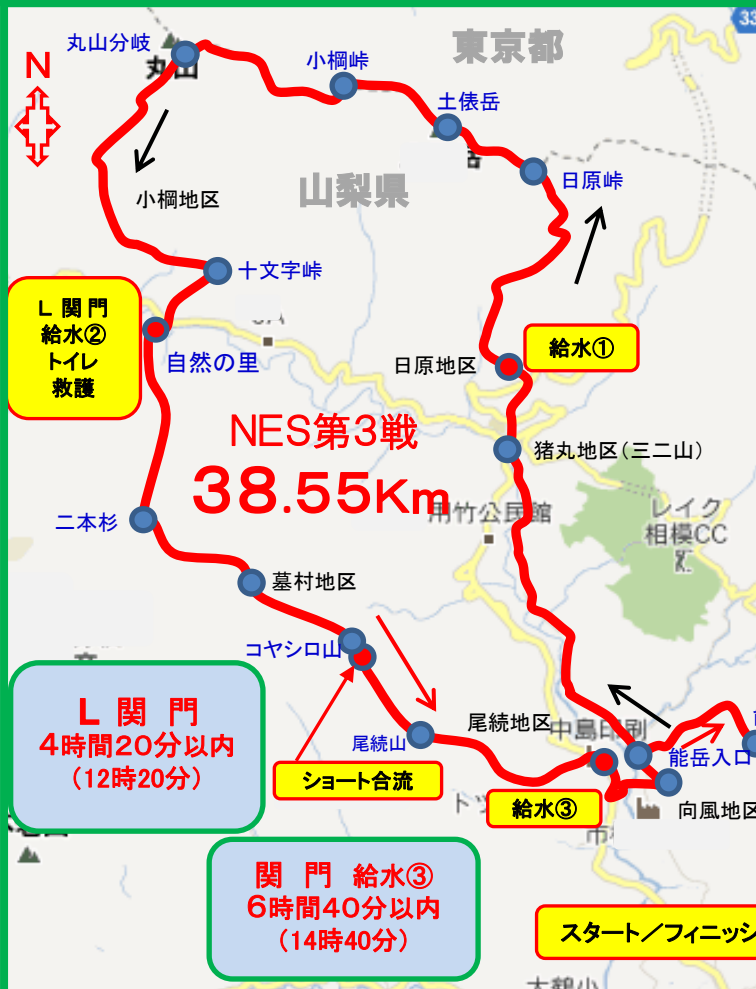 33
丸山分岐
丸山
小棡峠
東京都
N
土俵岳
日原峠
山梨県
小棡地区
十文字峠
L 関門
給水②
トイレ
救護
自然の里
給水①
日原地区
NES第3戦
38.55Km
猪丸地区(三二山)
用竹公民館
レイク
相模CC
二本杉
墓村地区
コヤシロ山
L 関 門
4時間20分以内
(12時20分)
尾続山
尾続地区
中島印刷
能岳入口
ショート合流
給水③
向風地区
関 門 給水③
6時間40分以内
(14時40分)
スタート/フィニッシ
大鶴小